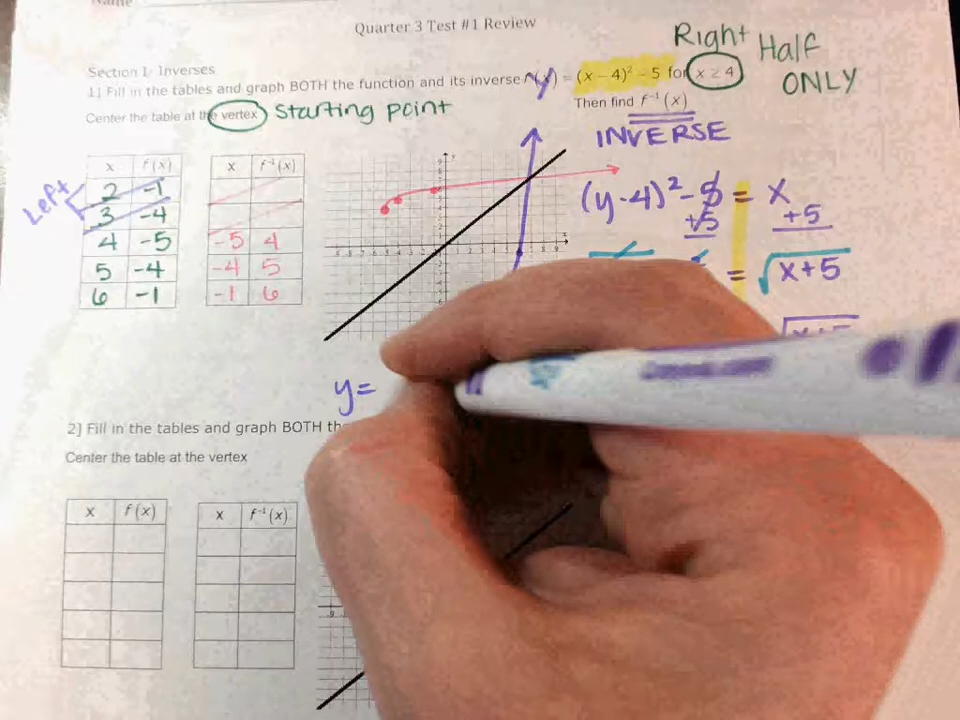 Name
Quarter 3 Test #1 Review
Right Half
ONLY
Section 1: Inverses
1] Fill in the tables and graph BOTH the function and its inverse (y) = (x – 4)² – 5 for x ≥ 4
Center the table at the vertex Starting point
Then find f⁻¹(x)
INVERSE
Left
x f(x)
2 -1
3 -4
4 -5
5 -4
6 -1
x f⁻¹(x)
-5 4
-4 5
-1 6
(y-4)² - 5 = x
+5 +5
= √x+5
y=
2] Fill in the tables and graph BOTH th
Center the table at the vertex
x f(x)
x f⁻¹(x)